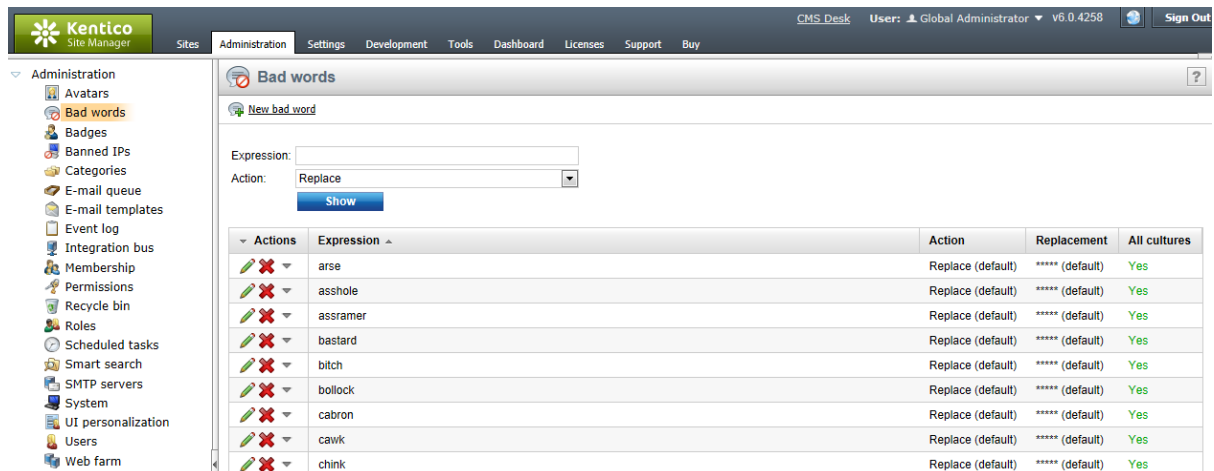 Kentico
Site Manager
CMS Desk User: Global Administrator v6.0.4258 Sign Out
Sites Administration Settings Development Tools Dashboard Licenses Support Buy
Administration
Avatars
Bad words
Badges
Banned IPs
Categories
E-mail queue
E-mail templates
Event log
Integration bus
Membership
Permissions
Recycle bin
Roles
Scheduled tasks
Smart search
SMTP servers
System
UI personalization
Users
Web farm
Bad words ?
New bad word
Expression:
Action: Replace
Show
Actions Expression Action Replacement All cultures
arse Replace (default) ***** (default) Yes
asshole Replace (default) ***** (default) Yes
assramer Replace (default) ***** (default) Yes
bastard Replace (default) ***** (default) Yes
bitch Replace (default) ***** (default) Yes
bollock Replace (default) ***** (default) Yes
cabron Replace (default) ***** (default) Yes
cawk Replace (default) ***** (default) Yes
chink Replace (default) ***** (default) Yes